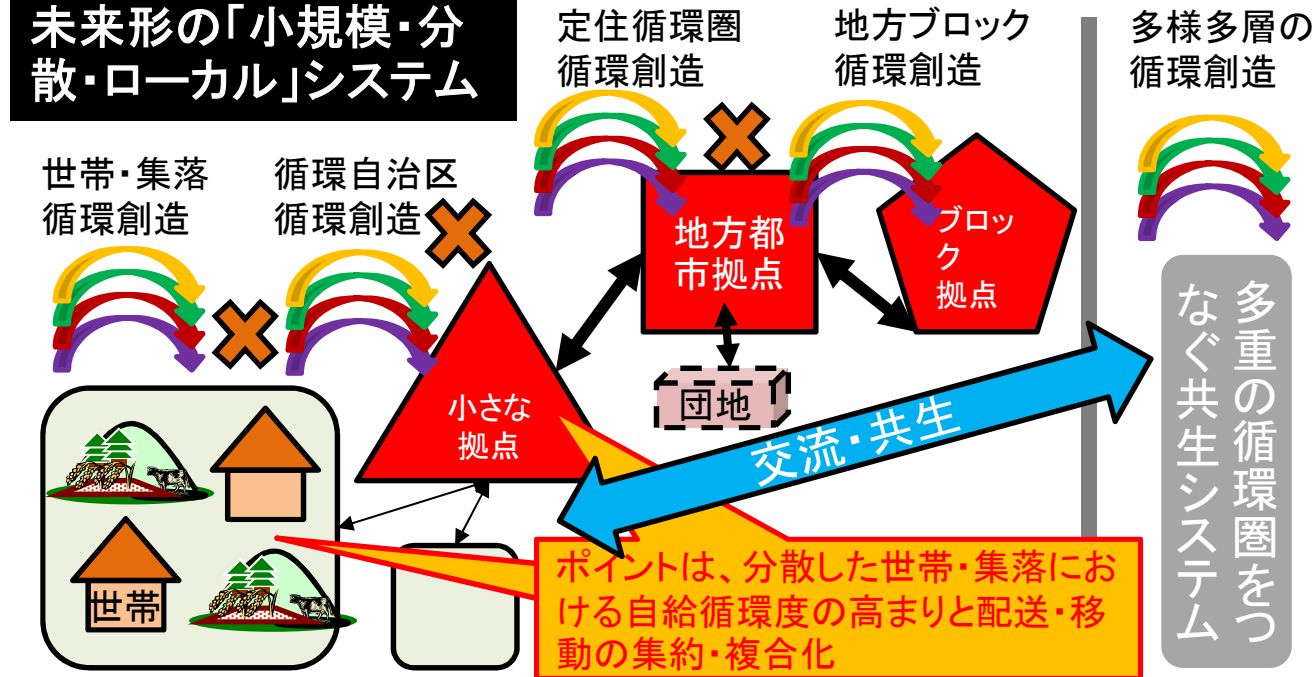 未来形の「小規模・分
散・ローカル」システム
定住循環圏
循環創造
地方ブロック
循環創造
多様多層の
循環創造
世帯・集落
循環創造
循環自治区
循環創造
地方都
市拠点
ブロッ
ク
拠点
小さな
拠点
団地
交流・共生
世帯
ポイントは、分散した世帯・集落にお
ける自給循環度の高まりと配送・移
動の集約・複合化
多重の循環圏をつ
なぐ共生システム